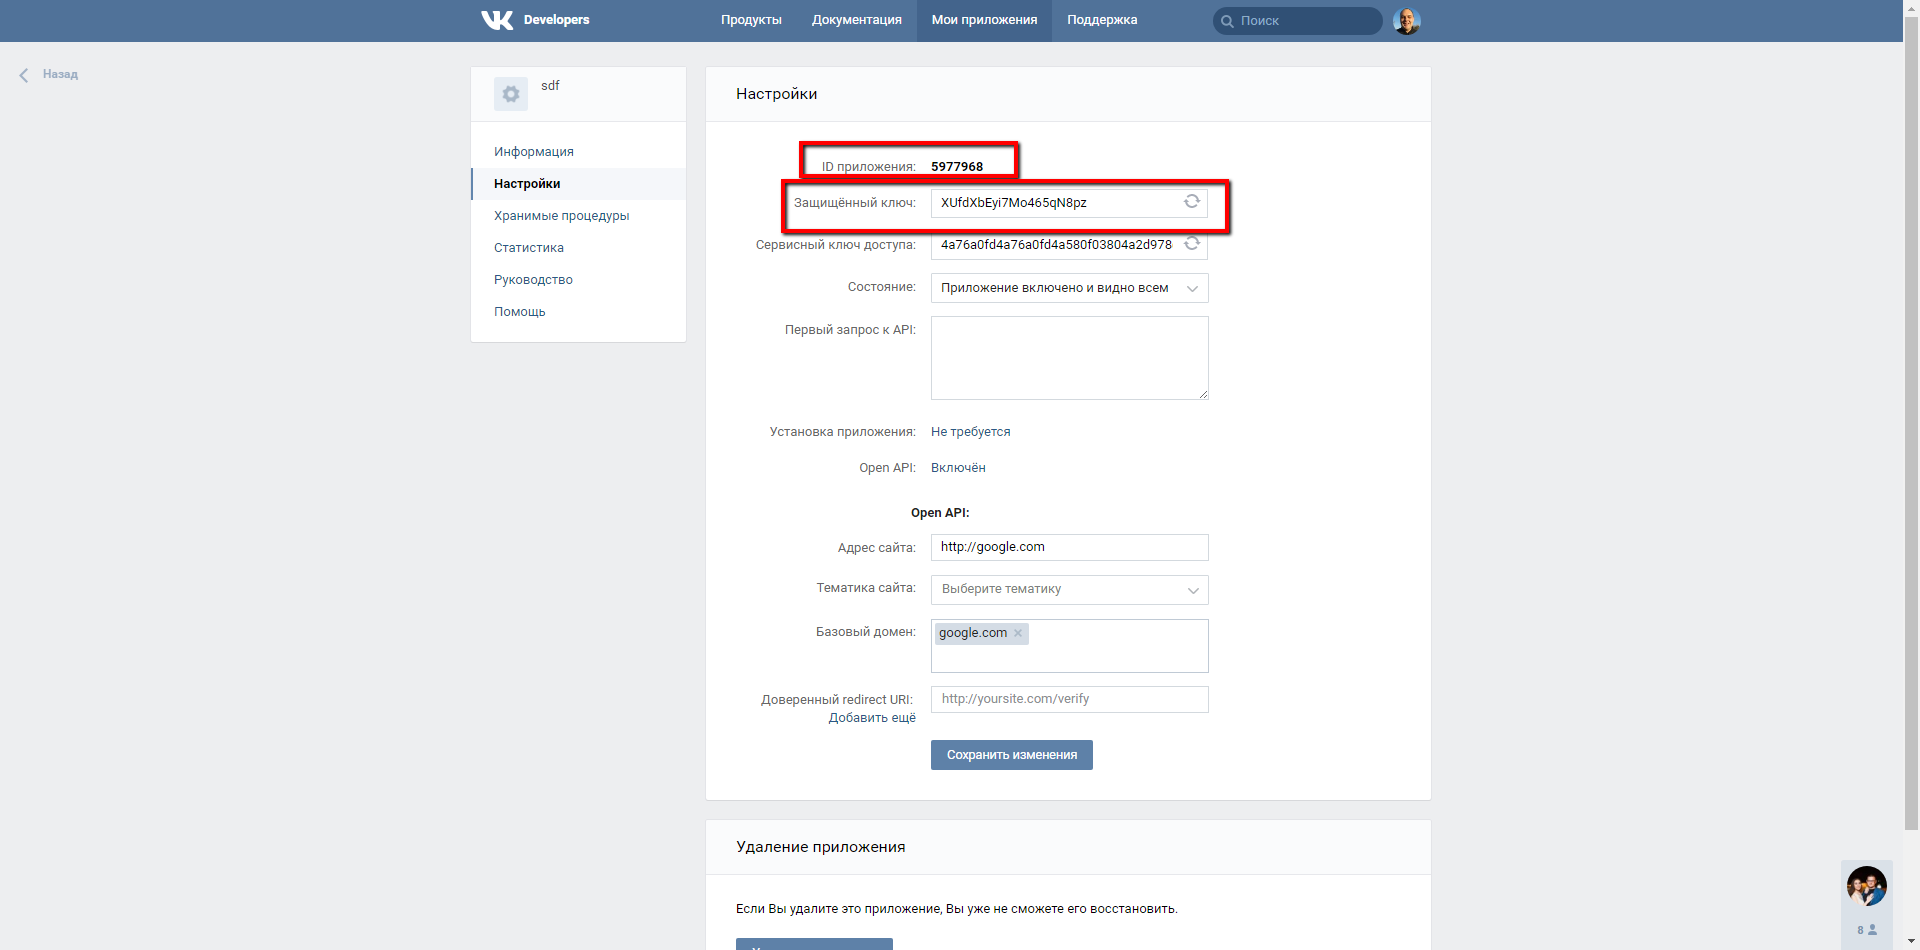 VK Developers Продукты Документация Мои приложения Поддержка Поиск
Назад
sdf
Информация
Настройки
Хранимые процедуры
Статистика
Руководство
Помощь
Настройки
ID приложения: 5977968
Защищённый ключ: XUfdXbEyi7Mo465qN8pz
Сервисный ключ доступа: 4a76a0fd4a76a0fd4a580f03804a2d978
Состояние: Приложение включено и видно всем
Первый запрос к API:
Установка приложения: Не требуется
Open API: Включён
Open API:
Адрес сайта: http://google.com
Тематика сайта: Выберите тематику
Базовый домен: google.com
Доверенный redirect URI: http://yoursite.com/verify
Добавить ещё
Сохранить изменения
Удаление приложения
Если Вы удалите это приложение, Вы уже не сможете его восстановить.
8